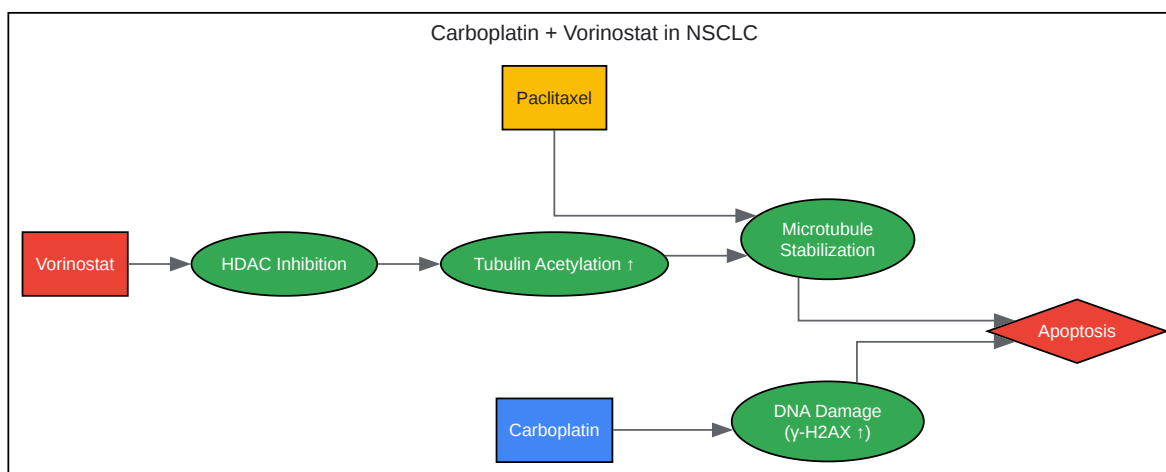 Carboplatin + Vorinostat in NSCLC
Paclitaxel
Vorinostat
HDAC Inhibition
Tubulin Acetylation ↑
Microtubule
Stabilization
Apoptosis
Carboplatin
DNA Damage
(γ-H2AX ↑)